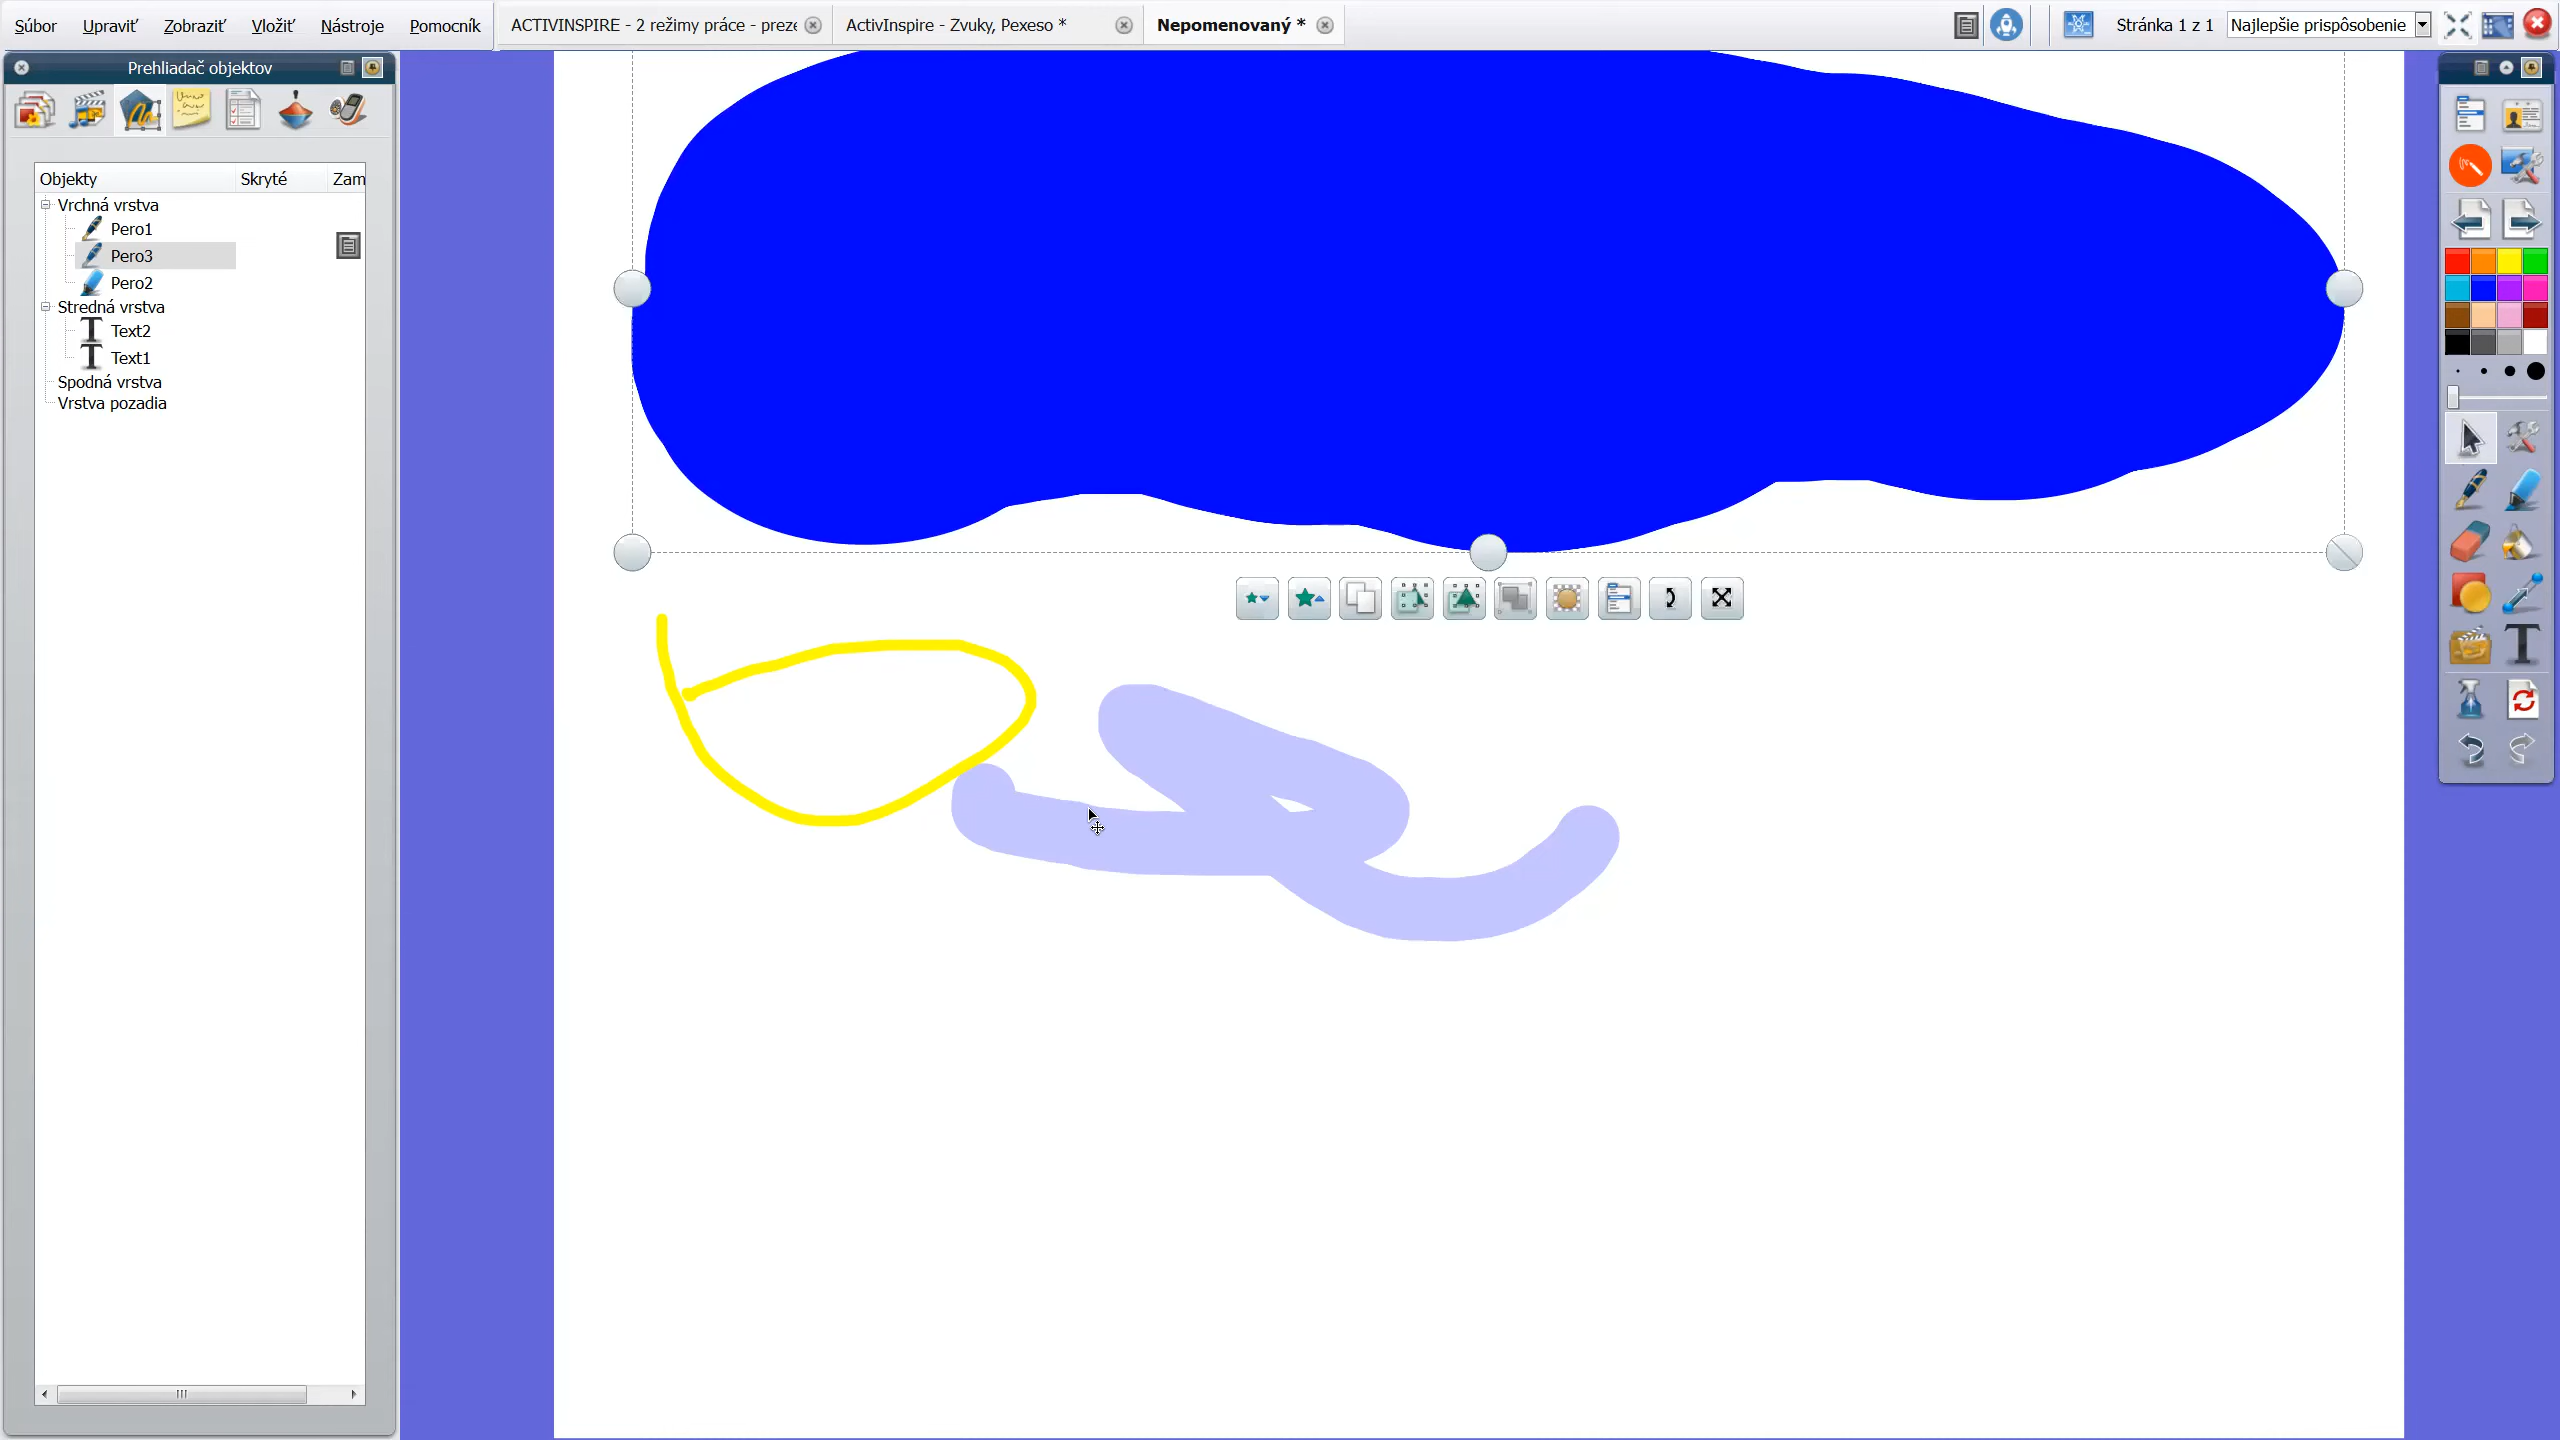 Súbor Upraviť Zobraziť Vložiť Nástroje Pomocník ACTIVINSPIRE - 2 režimy práce - preze ActivInspire - Zvuky, Pexeso * Nepomenovaný * Stránka 1 z 1 Najlepšie prispôsobenie
Prehliadač objektov
Objekty Skryté Zam
Vrchná vrstva
Pero1
Pero3
Pero2
Stredná vrstva
Text2
Text1
Spodná vrstva
Vrstva pozadia